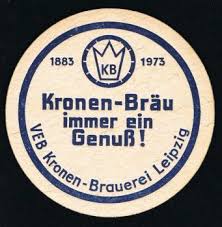 1883 KB 1973
Kronen-Bräu
immer ein
Genuß!
VEB Kronen-Brauerei Leipzig